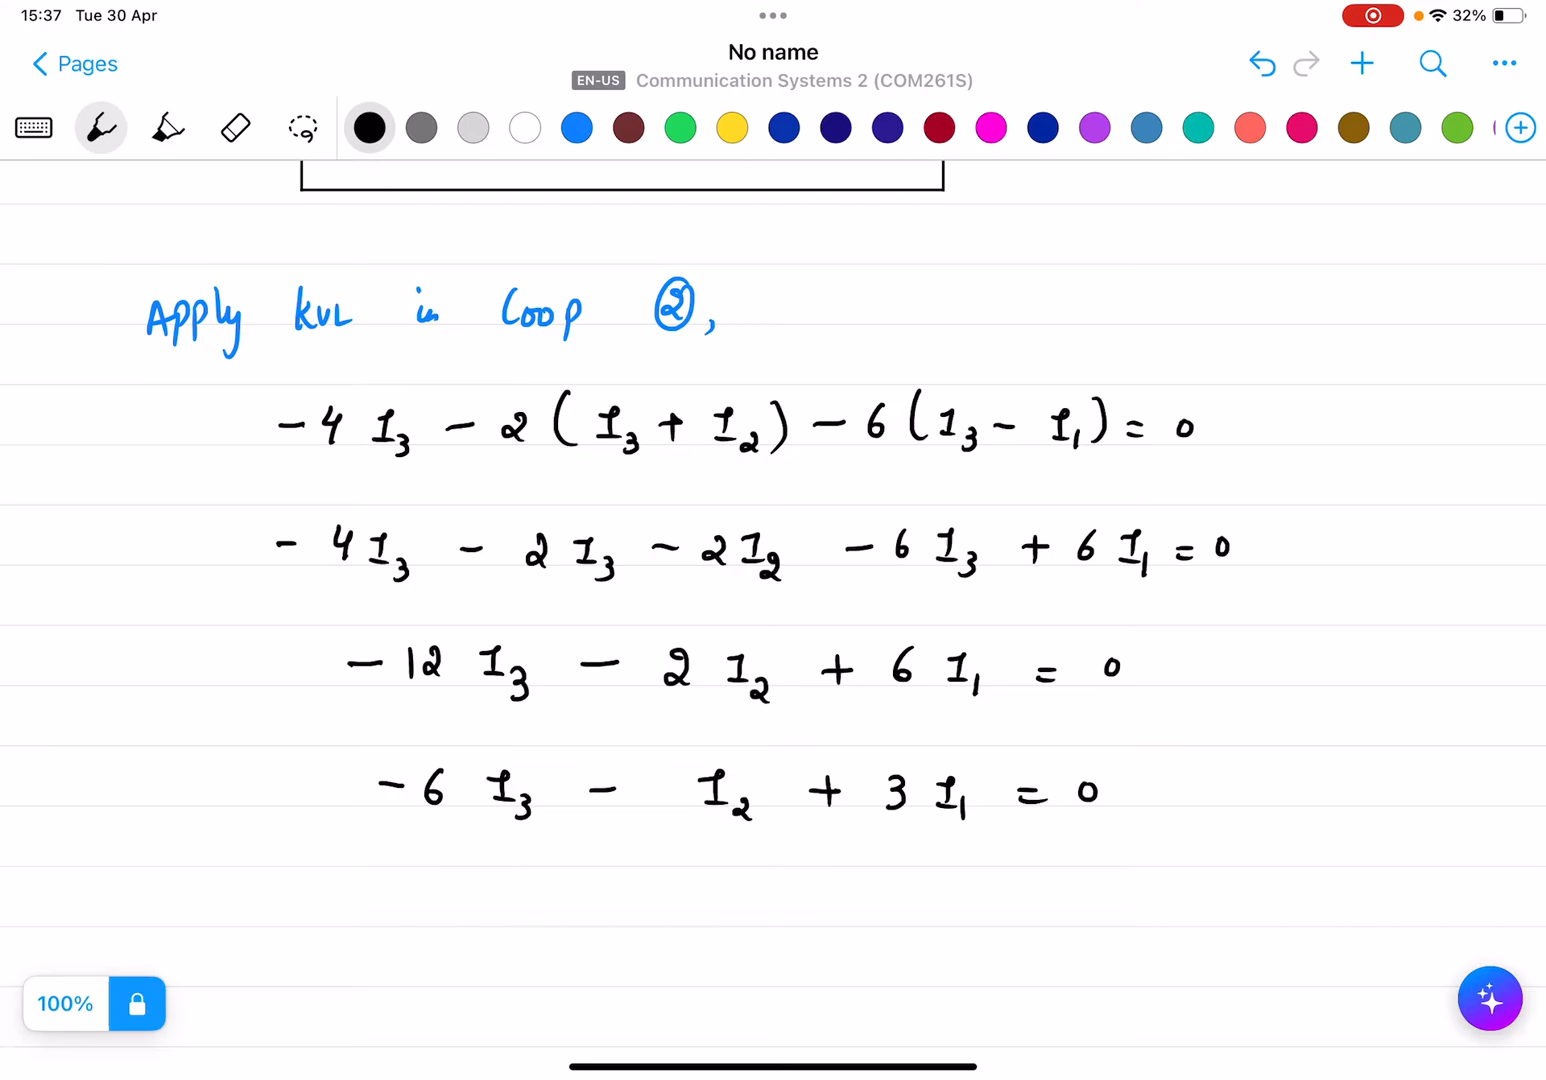 15:37 Tue 30 Apr
32%
Pages
No name
EN-US Communication Systems 2 (COM261S)
Apply KVL in Loop ②,
- 4 I₃ - 2 ( I₃ + I₂ ) - 6 ( I₃ - I₁ ) = 0
- 4 I₃ - 2 I₃ - 2 I₂ - 6 I₃ + 6 I₁ = 0
- 12 I₃ - 2 I₂ + 6 I₁ = 0
- 6 I₃ - I₂ + 3 I₁ = 0
100%